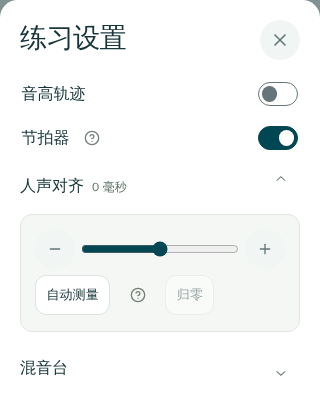 练习设置
音高轨迹
节拍器
人声对齐 0 毫秒
自动测量 归零
混音台